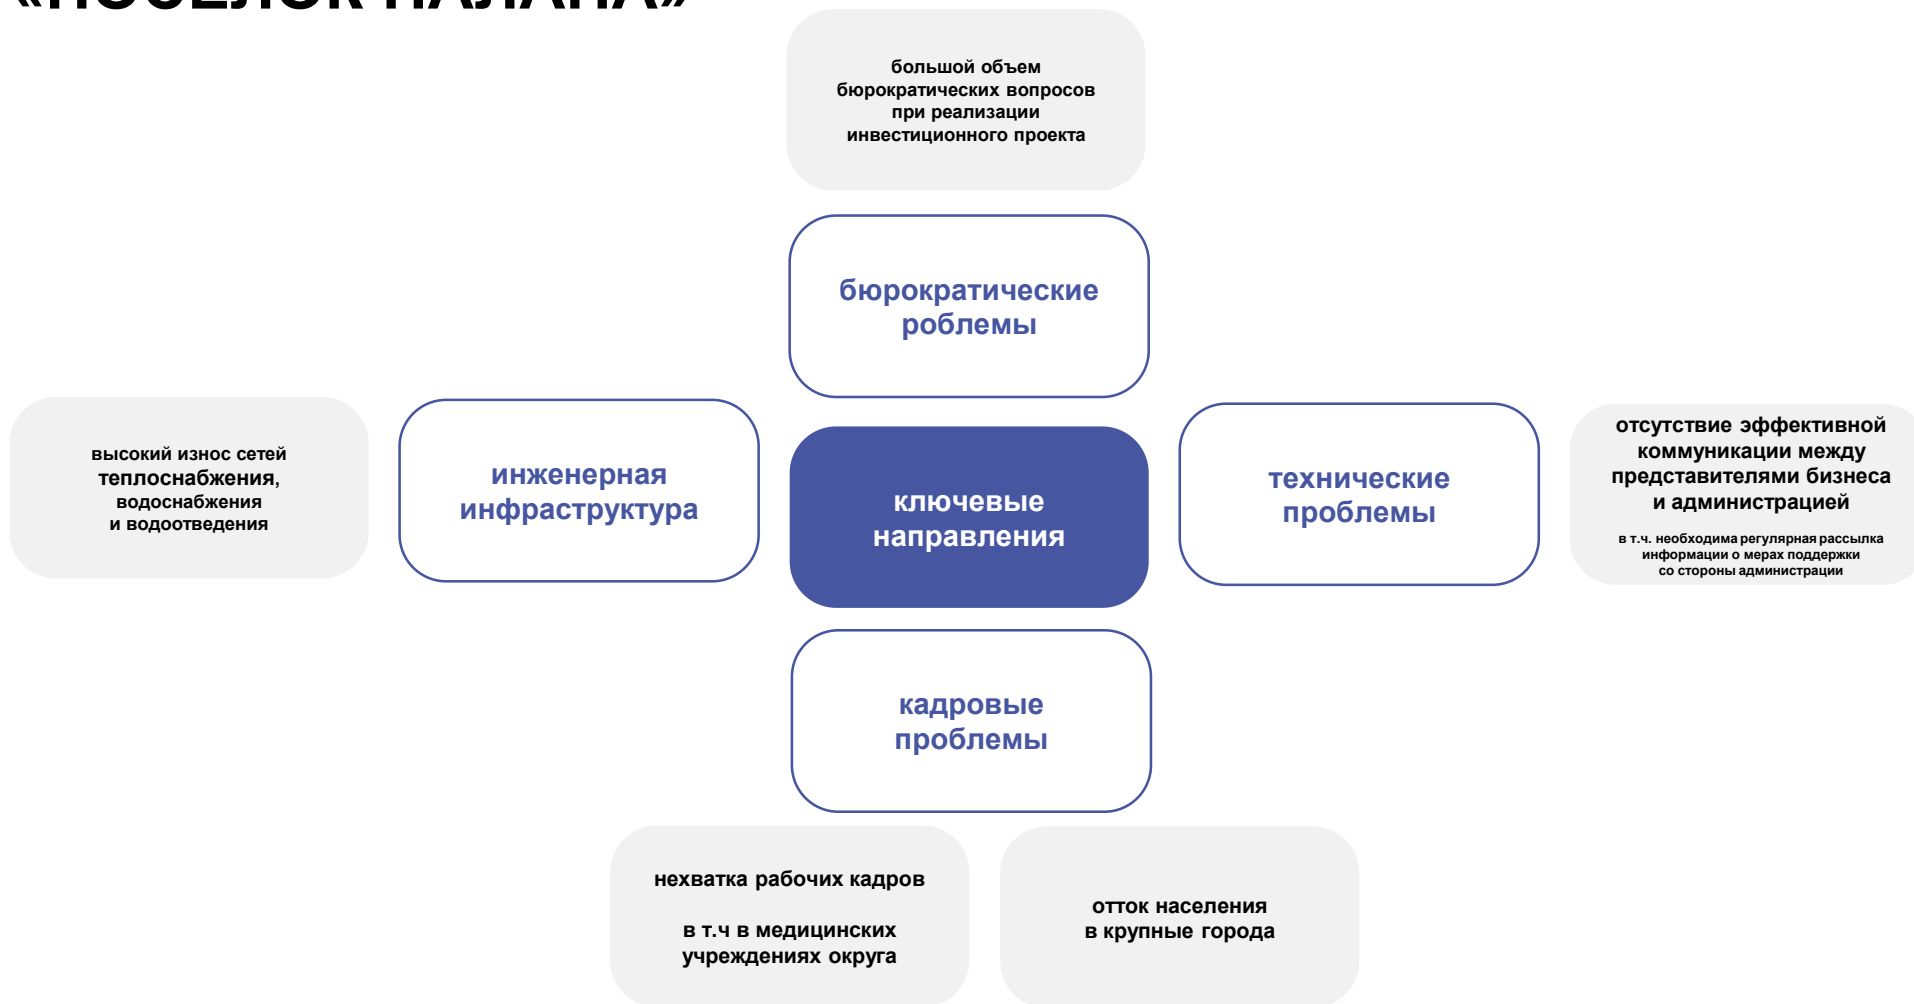 «ПОСЕЛОК ПАЛАНА»
большой объем
бюрократических вопросов
при реализации
инвестиционного проекта
бюрократические
роблемы
высокий износ сетей
теплоснабжения,
водоснабжения
и водоотведения
инженерная
инфраструктура
ключевые
направления
технические
проблемы
отсутствие эффективной
коммуникации между
представителями бизнеса
и администрацией
в т.ч. необходима регулярная рассылка
информации о мерах поддержки
со стороны администрации
кадровые
проблемы
нехватка рабочих кадров
в т.ч в медицинских
учреждениях округа
отток населения
в крупные города